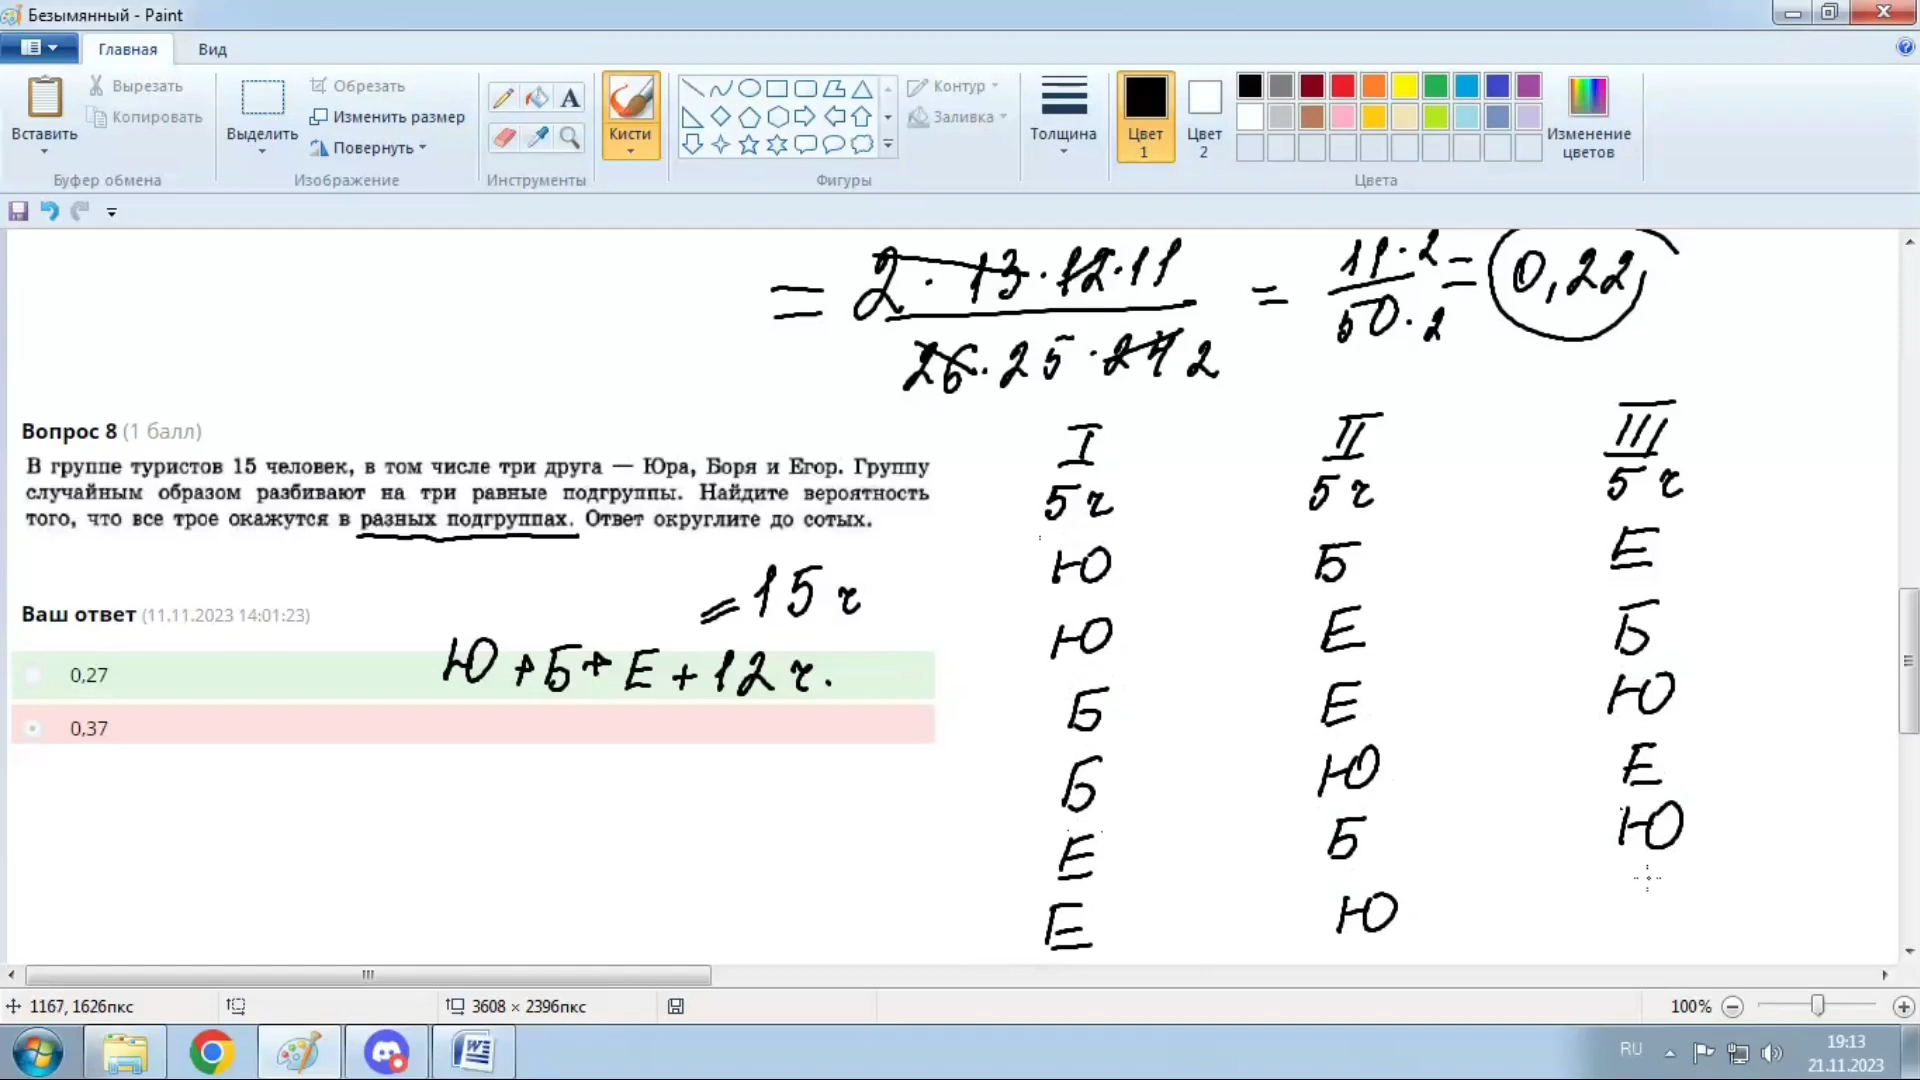 Безымянный - Paint
Главная
Вид
Вставить
Вырезать
Копировать
Буфер обмена
Выделить
Обрезать
Изменить размер
Повернуть
Изображение
A
Инструменты
Кисти
Контур
Заливка
Фигуры
Толщина
Цвет 1
Цвет 2
Изменение цветов
Цвета
= 2 · 13 · 12 · 11 = 11 · 2 = 0,22
26 · 25 · 24 2
50 · 2
Вопрос 8 (1 балл)
В группе туристов 15 человек, в том числе три друга — Юра, Боря и Егор. Группу
случайным образом разбивают на три равные подгруппы. Найдите вероятность
того, что все трое окажутся в разных подгруппах. Ответ округлите до сотых.
= 15 ч
Ваш ответ (11.11.2023 14:01:23)
Ю + Б + Е + 12 ч.
0,27
0,37
I II III
5 ч 5 ч 5 ч
Ю Б Е
Ю Е Б
Б Е Ю
Б Ю Е
Е Б Ю
Е Ю
1167, 1626пкс
3608 × 2396пкс
100%
RU
19:13
21.11.2023